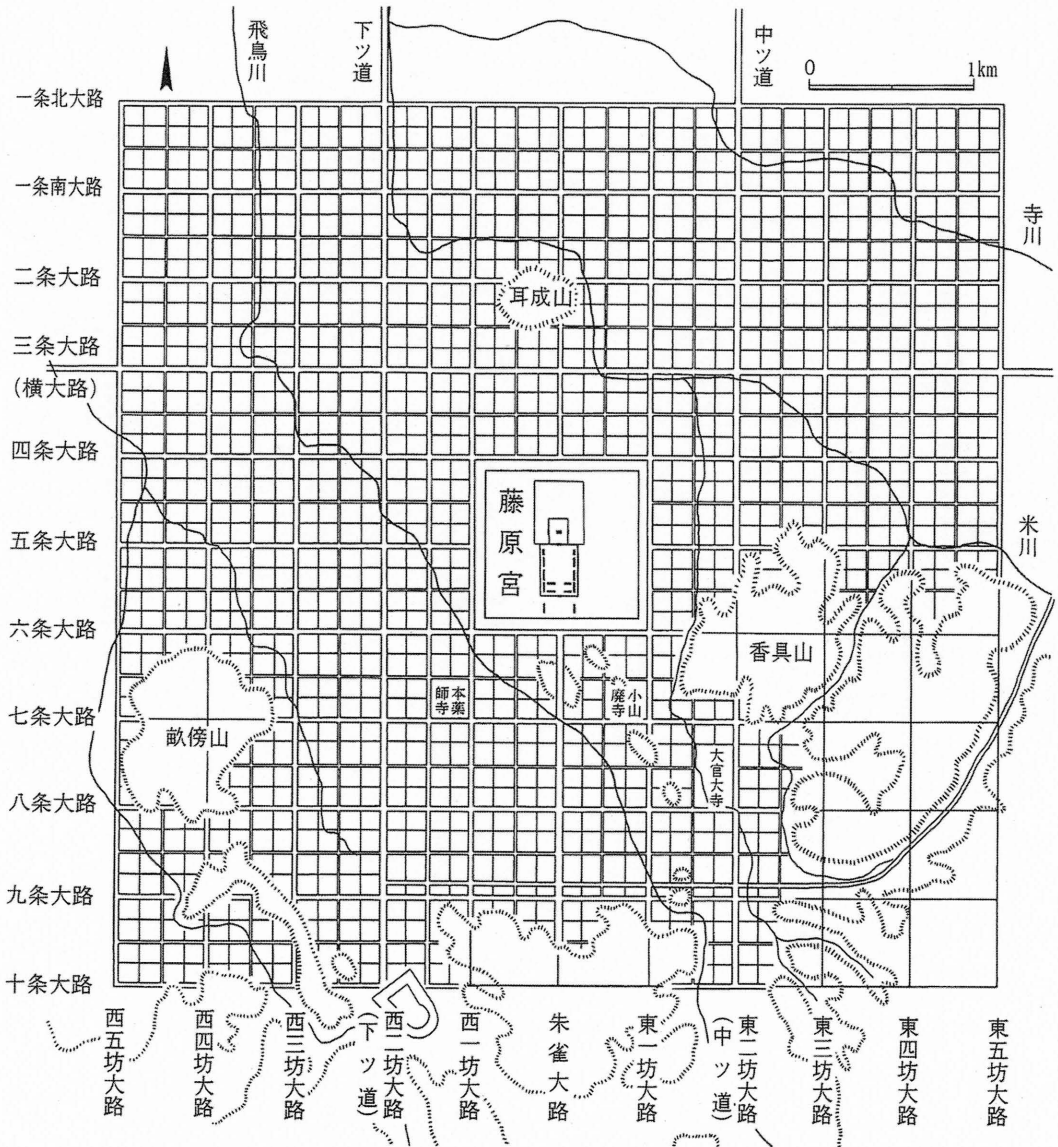 飛鳥川
下ツ道
中ツ道
0 1km
一条北大路
一条南大路
寺川
二条大路
耳成山
三条大路
(横大路)
四条大路
藤原宮
五条大路
米川
六条大路
香具山
本薬師寺
小山廃寺
七条大路
畝傍山
大官大寺
八条大路
九条大路
十条大路
西五坊大路
西四坊大路
西三坊大路
(下ツ道)
西二坊大路
西一坊大路
朱雀大路
東一坊大路
(中ツ道)
東二坊大路
東三坊大路
東四坊大路
東五坊大路